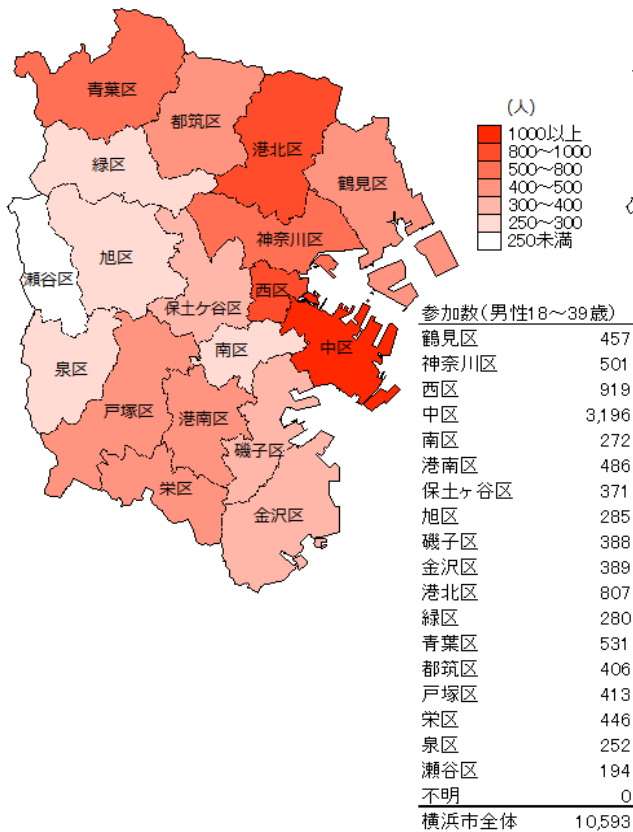 青葉区
都筑区
港北区
緑区
鶴見区
神奈川区
旭区
瀬谷区
西区
保土ケ谷区
中区
南区
泉区
戸塚区
港南区
磯子区
栄区
金沢区
(人)
1000以上
800～1000
500～800
400～500
300～400
250～300
250未満
参加数(男性18～39歳)
鶴見区 457
神奈川区 501
西区 919
中区 3,196
南区 272
港南区 486
保土ヶ谷区 371
旭区 285
磯子区 388
金沢区 389
港北区 807
緑区 280
青葉区 531
都筑区 406
戸塚区 413
栄区 446
泉区 252
瀬谷区 194
不明 0
横浜市全体 10,593